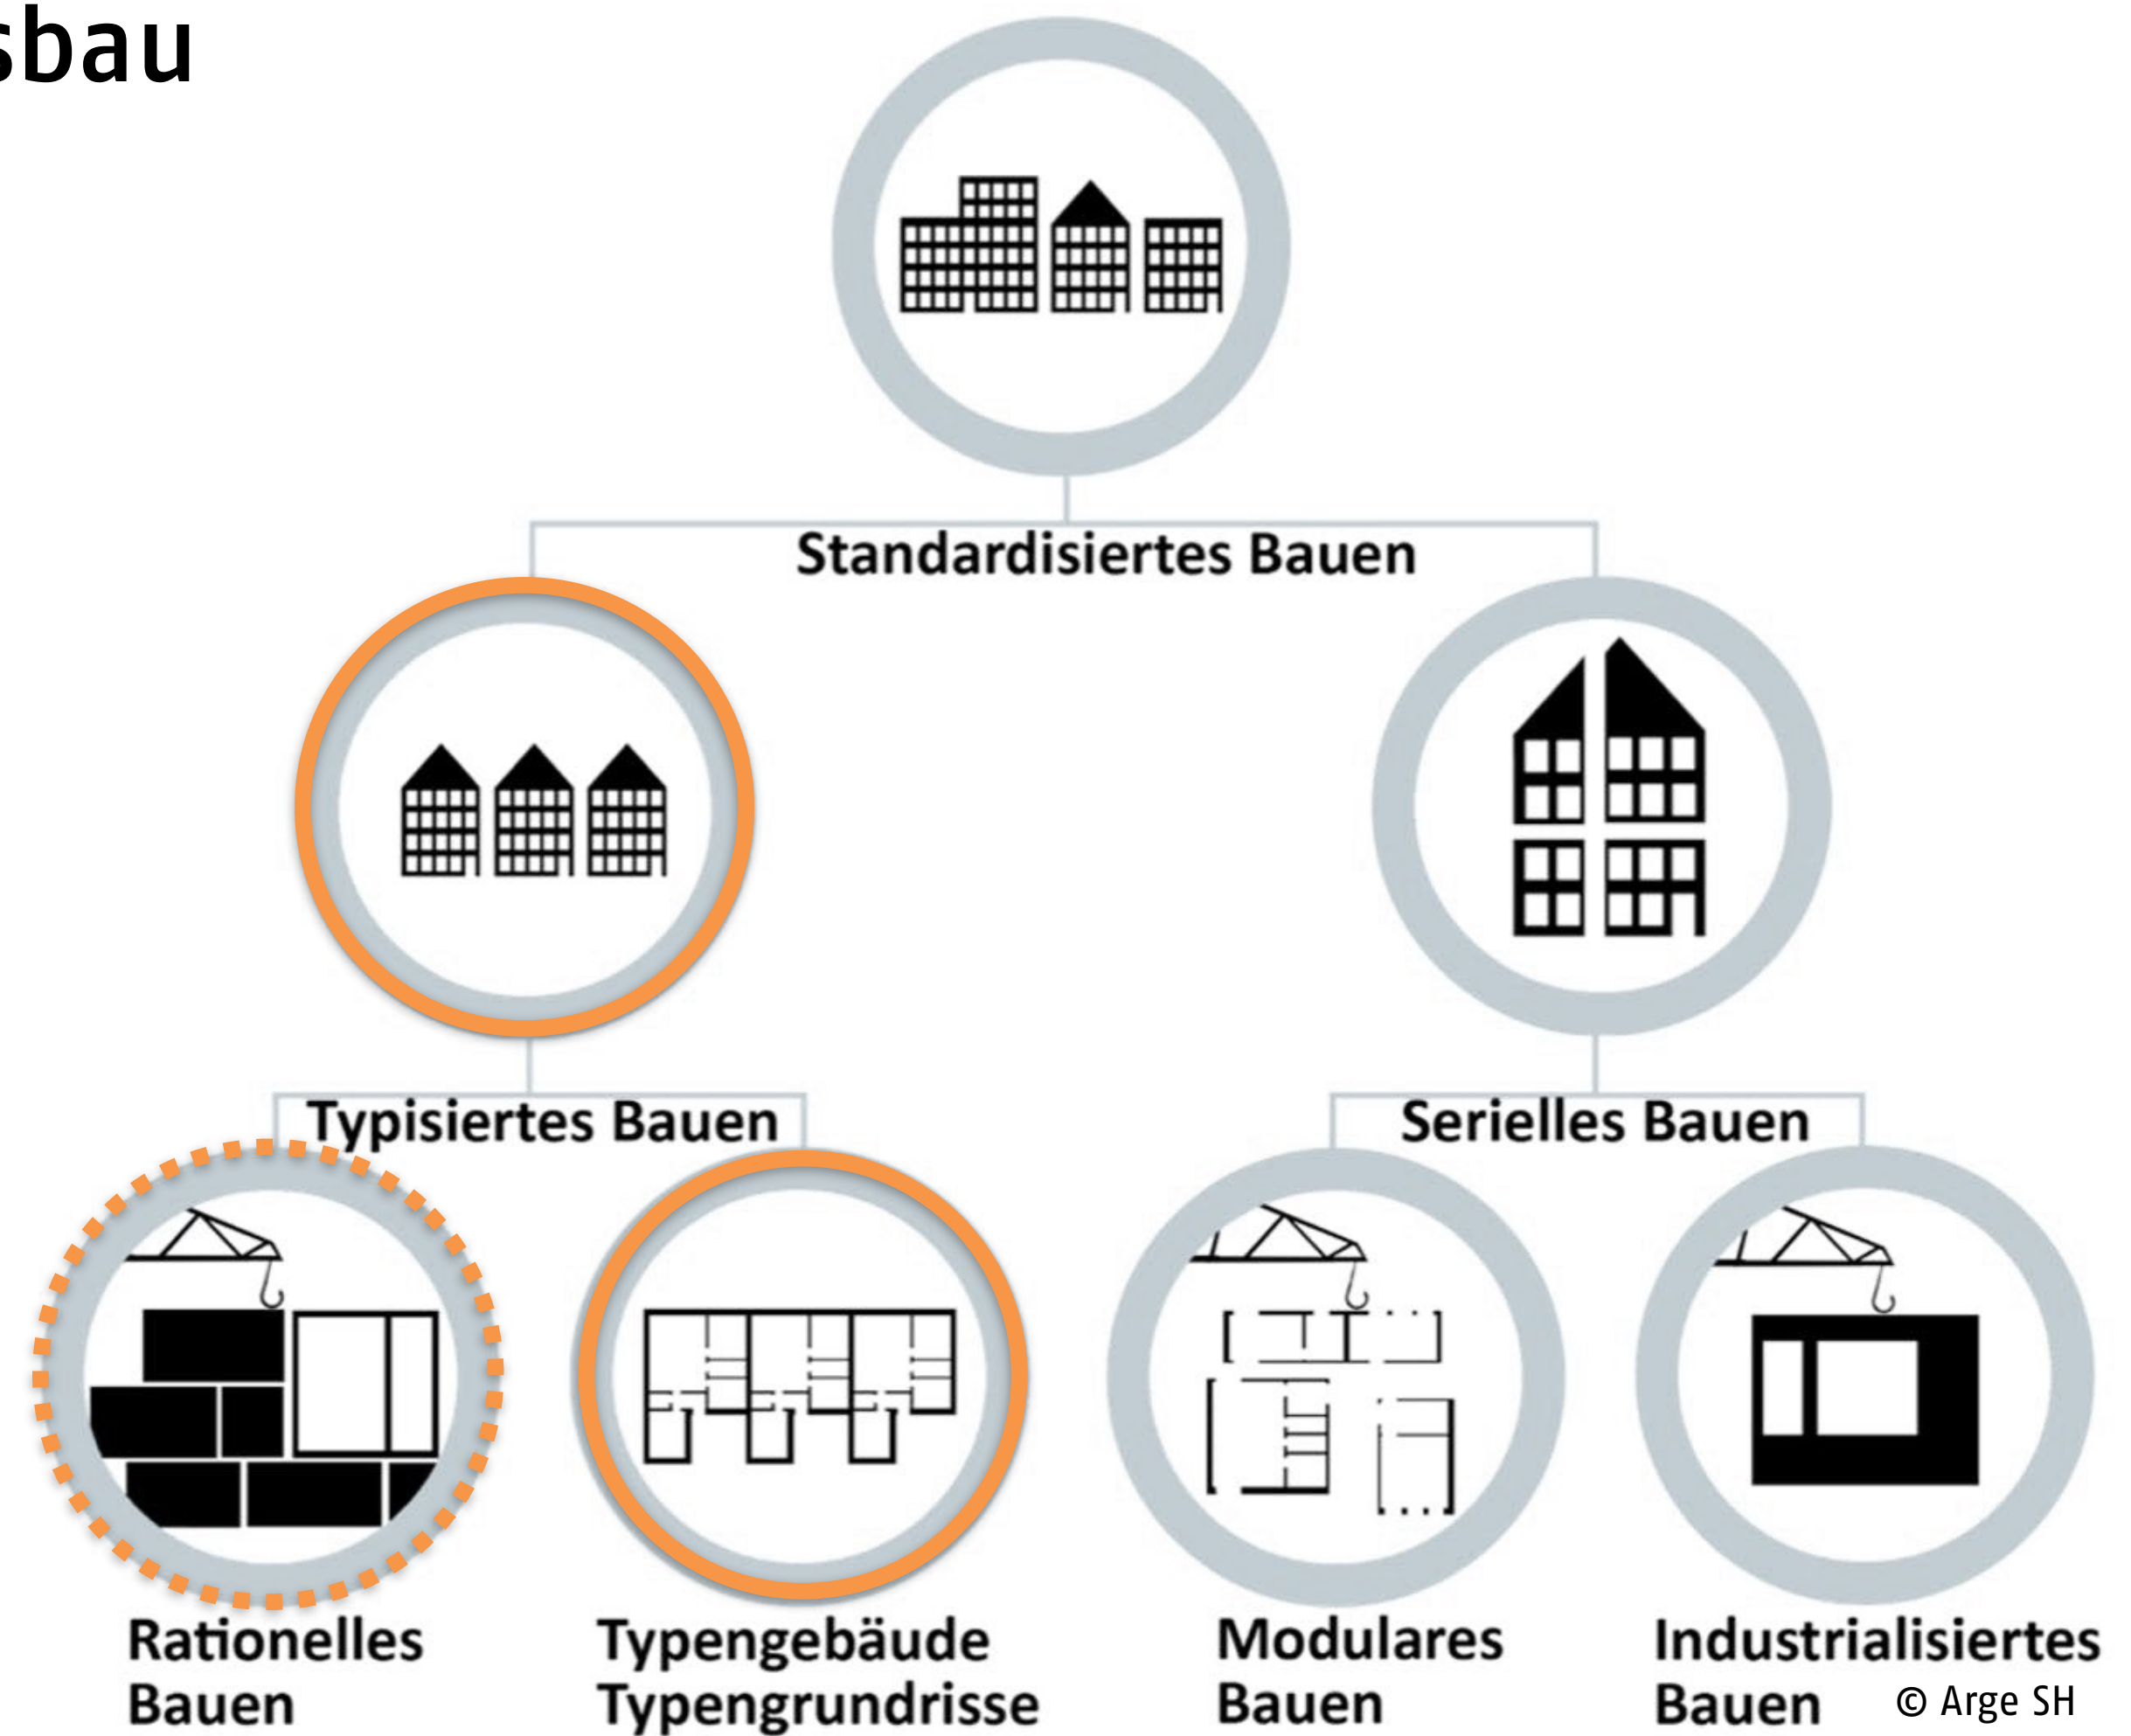 sbau
Standardisiertes Bauen
Typisiertes Bauen
Serielles Bauen
Rationelles
Bauen
Typengebäude
Typengrundrisse
Modulares
Bauen
Industrialisiertes
Bauen
© Arge SH